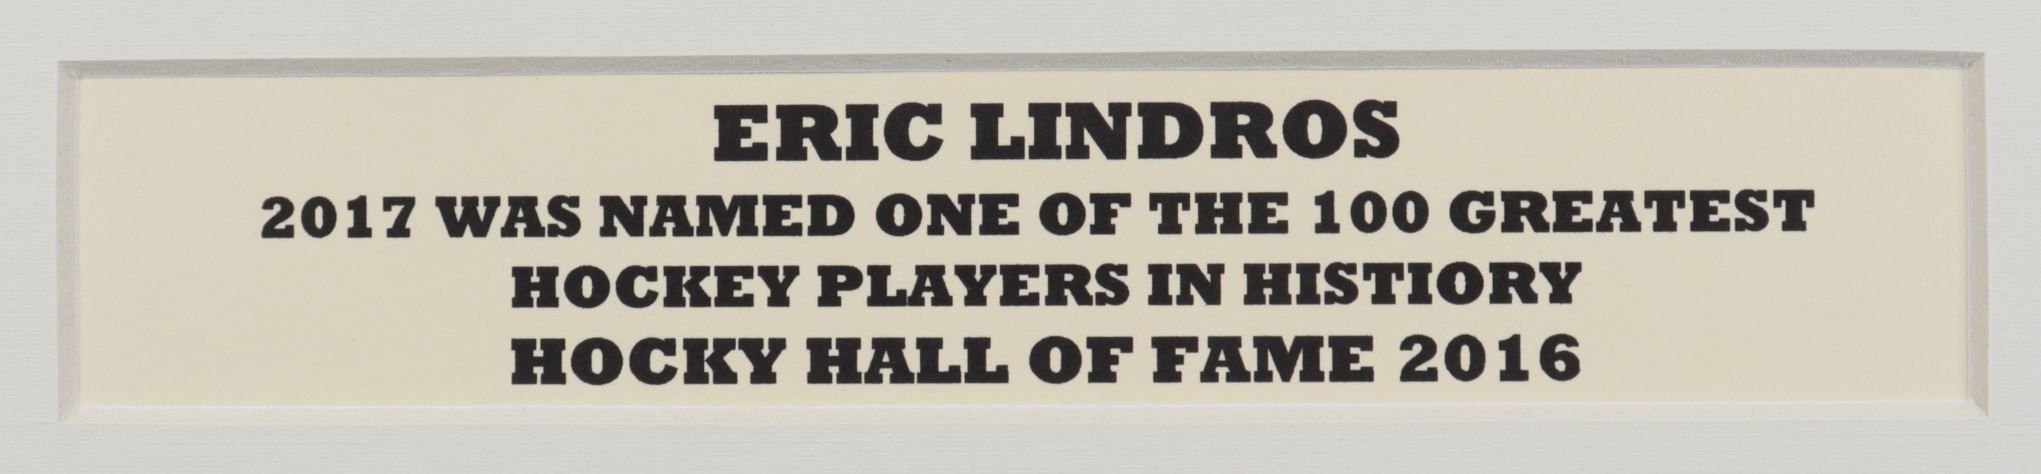 ERIC LINDROS
2017 WAS NAMED ONE OF THE 100 GREATEST
HOCKEY PLAYERS IN HISTIORY
HOCKY HALL OF FAME 2016